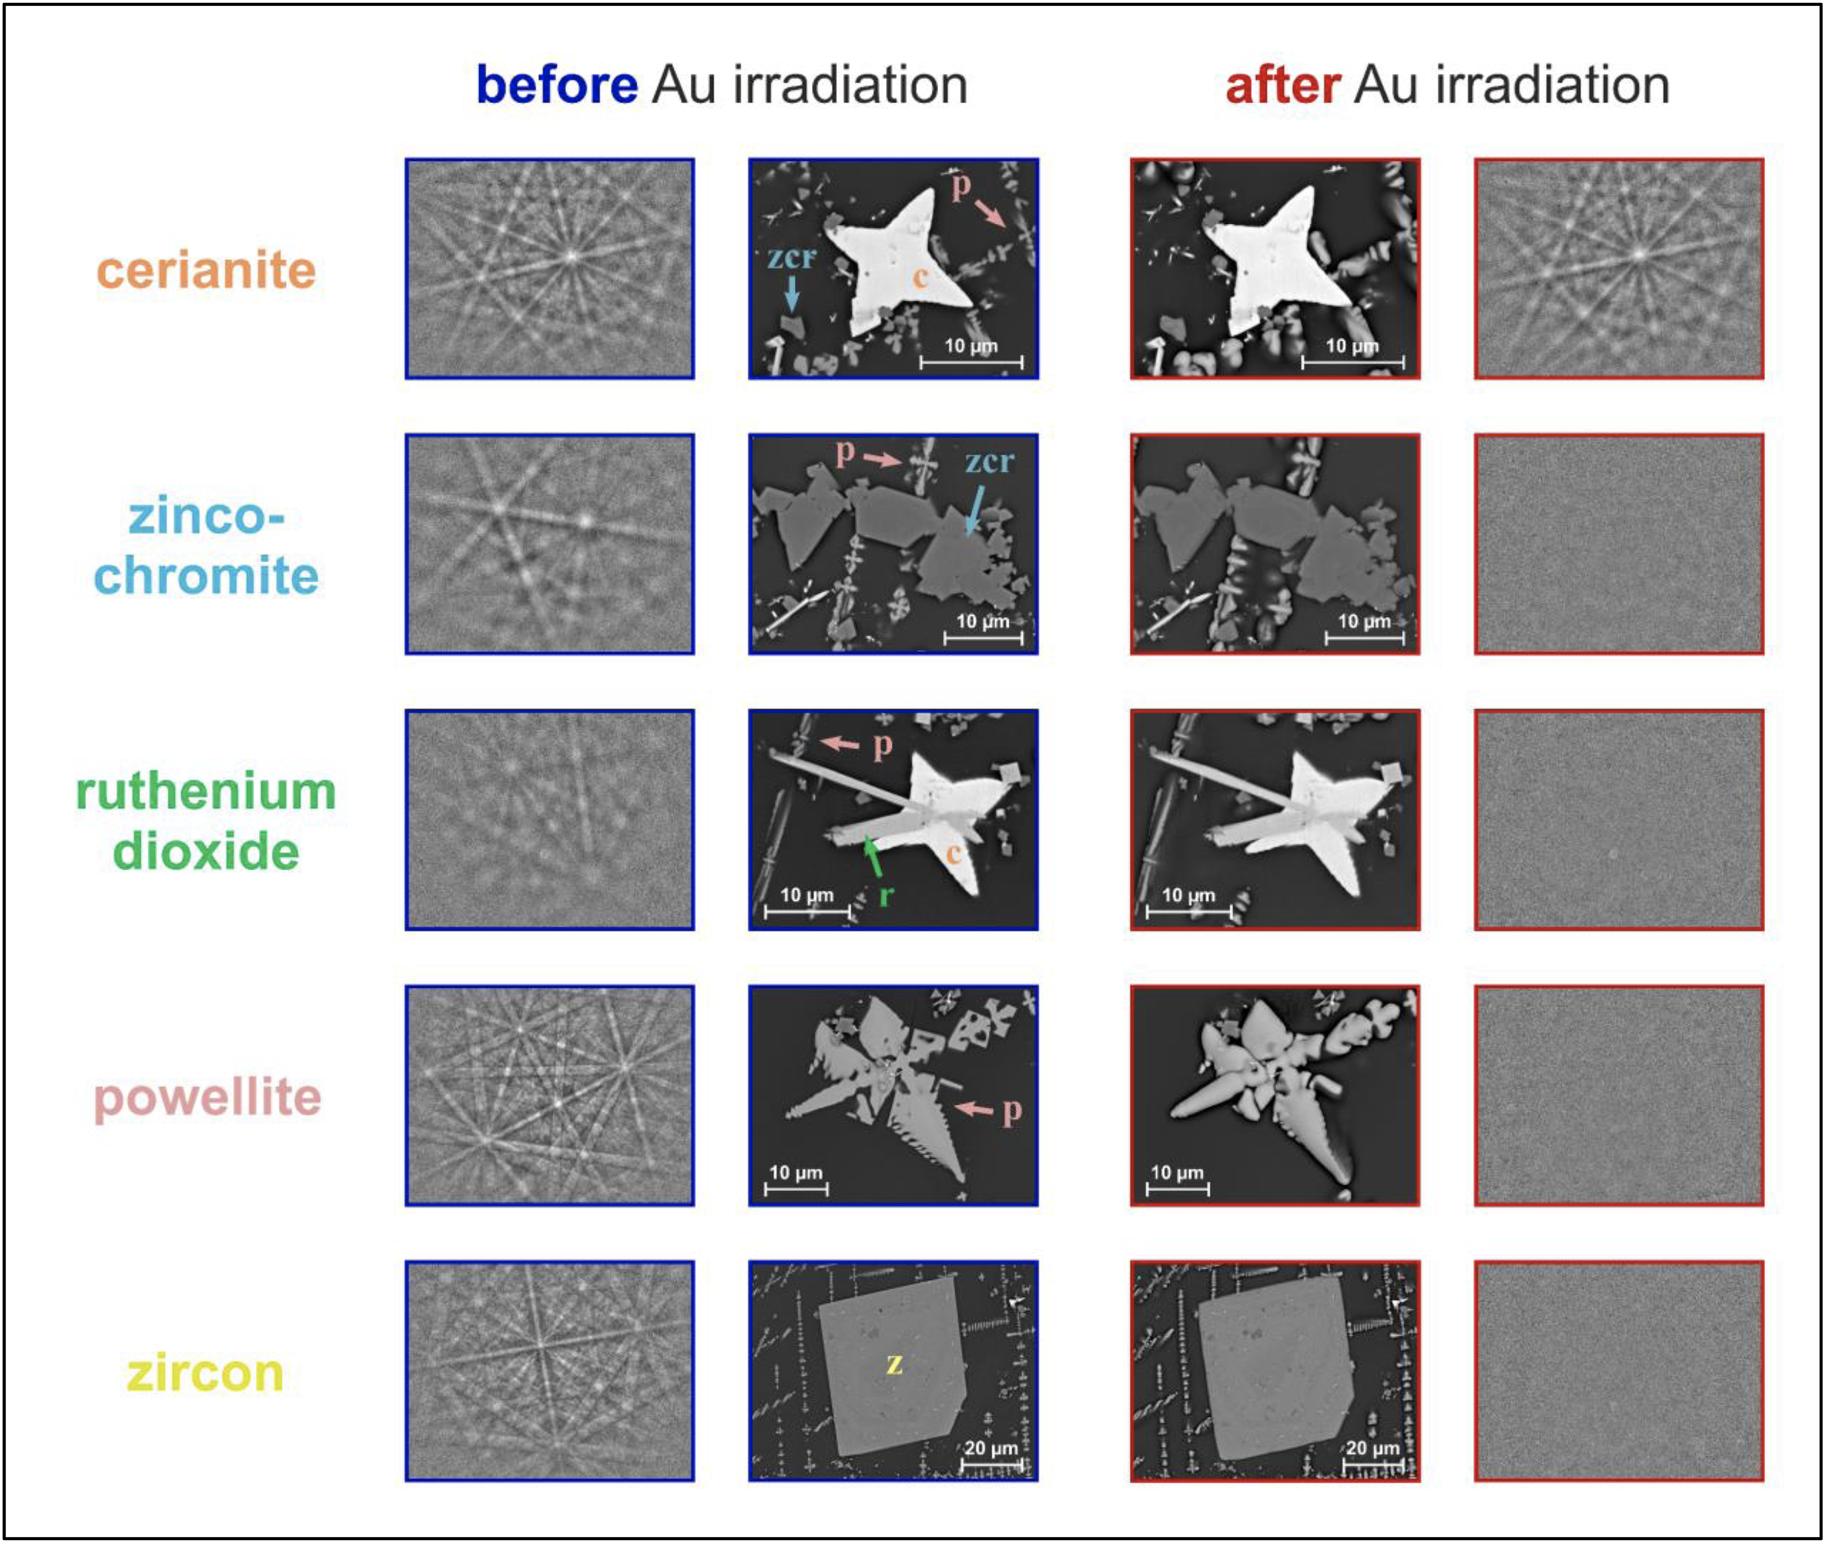 before Au irradiation
after Au irradiation
cerianite
p
zcr
c
10 µm
10 µm
zinco-
chromite
p
zcr
10 µm
10 µm
ruthenium
dioxide
p
c
r
10 µm
10 µm
powellite
p
10 µm
10 µm
zircon
z
20 µm
20 µm